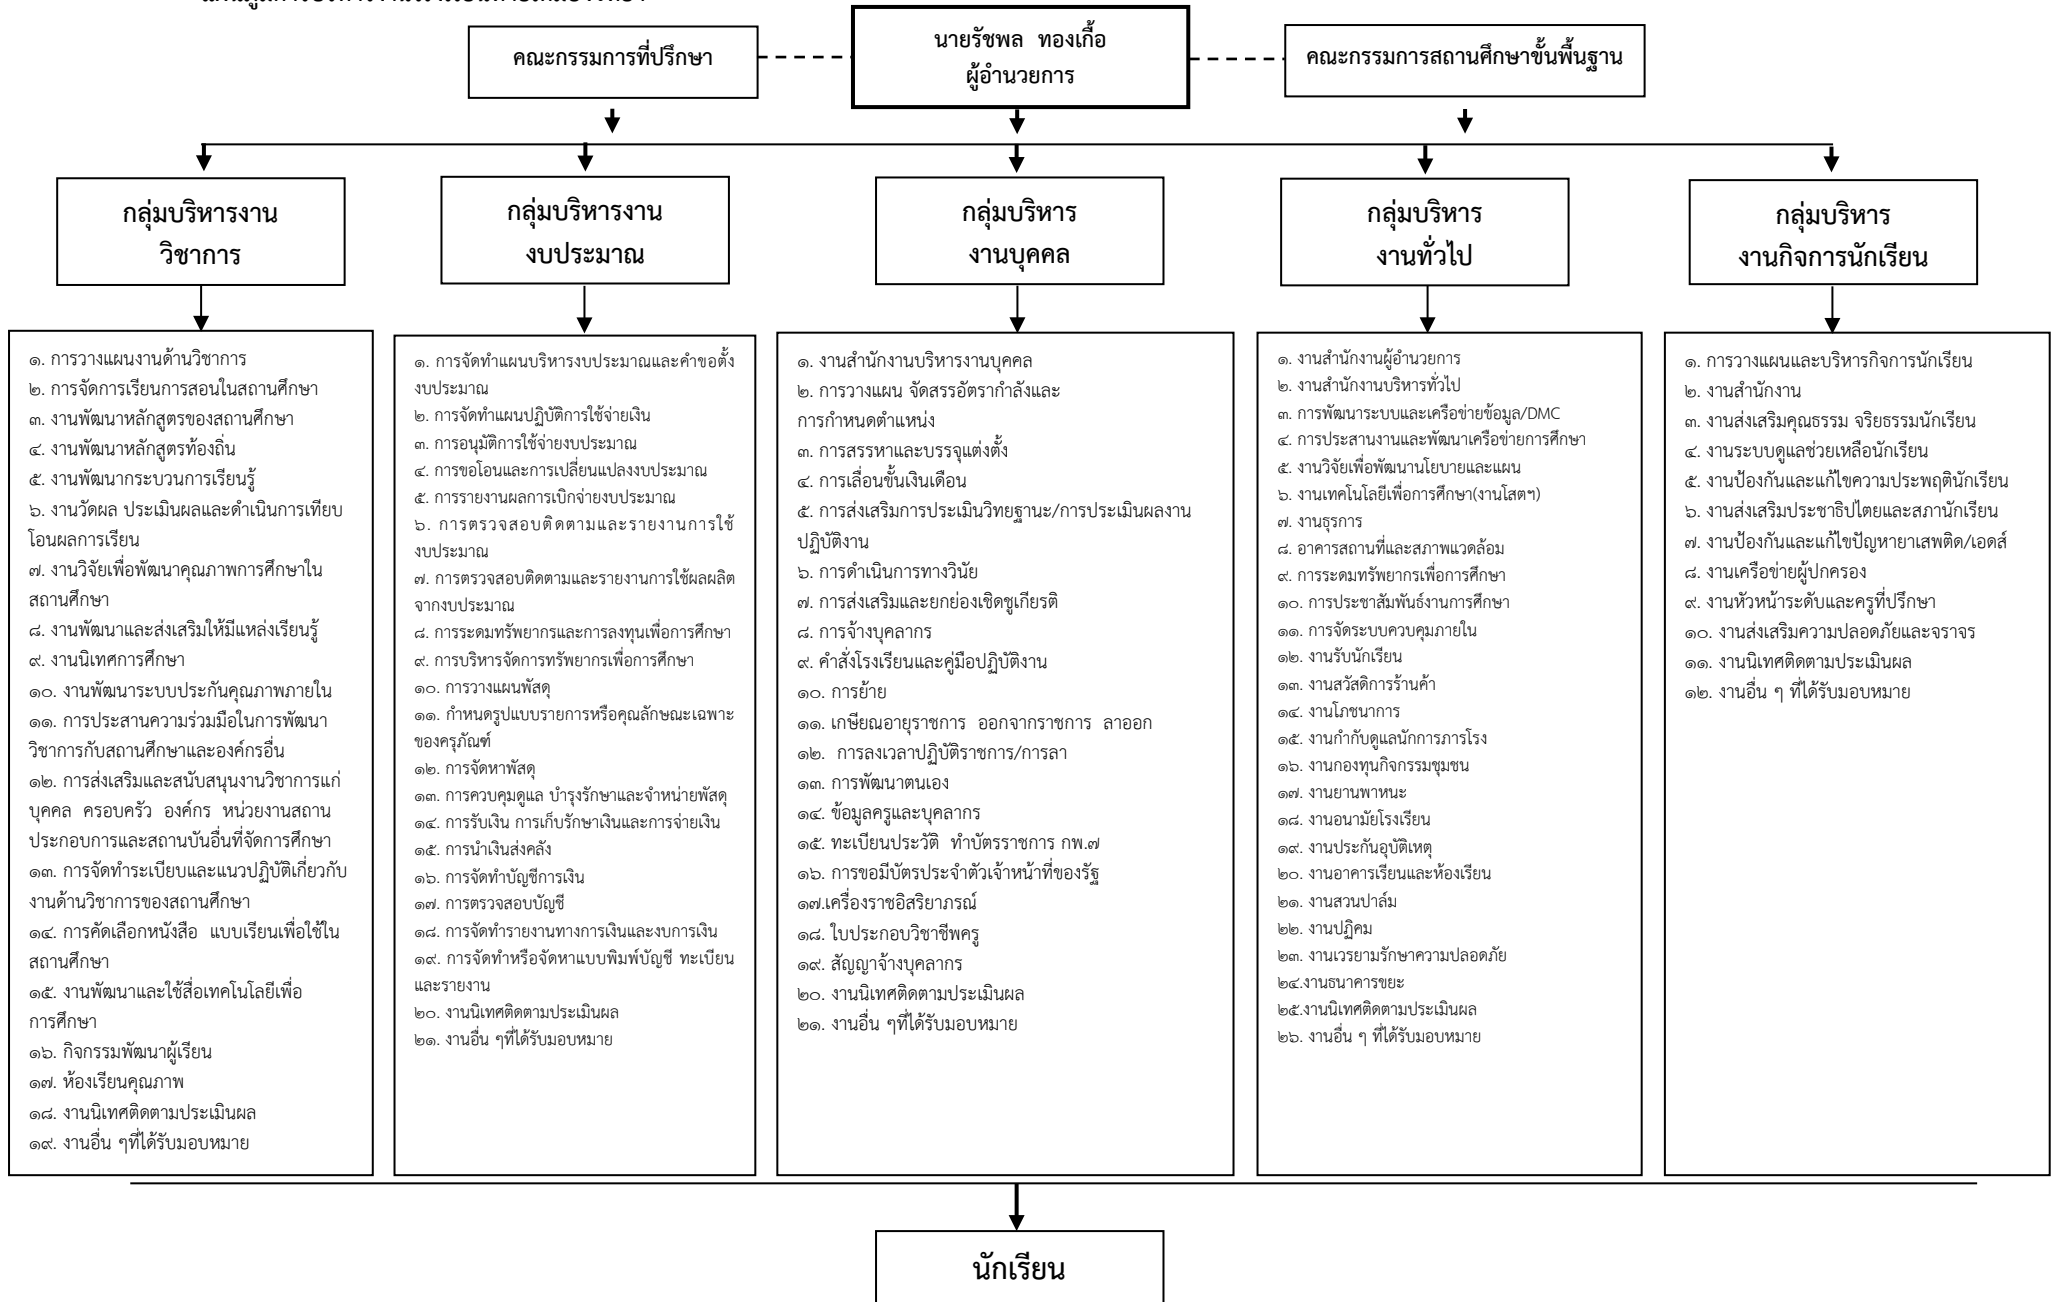 คณะกรรมการที่ปรึกษา
นายรัชพล ทองเกื้อ
ผู้อำนวยการ
คณะกรรมการสถานศึกษาขั้นพื้นฐาน
กลุ่มบริหารงาน
วิชาการ
กลุ่มบริหารงาน
งบประมาณ
กลุ่มบริหาร
งานบุคคล
กลุ่มบริหาร
งานทั่วไป
กลุ่มบริหาร
งานกิจการนักเรียน
๑. การวางแผนงานด้านวิชาการ
๒. การจัดการเรียนการสอนในสถานศึกษา
๓. งานพัฒนาหลักสูตรของสถานศึกษา
๔. งานพัฒนาหลักสูตรท้องถิ่น
๕. งานพัฒนากระบวนการเรียนรู้
๖. งานวัดผล ประเมินผลและดำเนินการเทียบ
โอนผลการเรียน
๗. งานวิจัยเพื่อพัฒนาคุณภาพการศึกษาใน
สถานศึกษา
๘. งานพัฒนาและส่งเสริมให้มีแหล่งเรียนรู้
๙. งานนิเทศการศึกษา
๑๐. งานพัฒนาระบบประกันคุณภาพภายใน
๑๑. การประสานความร่วมมือในการพัฒนา
วิชาการกับสถานศึกษาและองค์กรอื่น
๑๒. การส่งเสริมและสนับสนุนงานวิชาการแก่
บุคคล ครอบครัว องค์กร หน่วยงานสถาน
ประกอบการและสถานบันอื่นที่จัดการศึกษา
๑๓. การจัดทำระเบียบและแนวปฏิบัติเกี่ยวกับ
งานด้านวิชาการของสถานศึกษา
๑๔. การคัดเลือกหนังสือ แบบเรียนเพื่อใช้ใน
สถานศึกษา
๑๕. งานพัฒนาและใช้สื่อเทคโนโลยีเพื่อ
การศึกษา
๑๖. กิจกรรมพัฒนาผู้เรียน
๑๗. ห้องเรียนคุณภาพ
๑๘. งานนิเทศติดตามประเมินผล
๑๙. งานอื่น ๆที่ได้รับมอบหมาย
๑. การจัดทำแผนบริหารงบประมาณและคำขอตั้ง
งบประมาณ
๒. การจัดทำแผนปฏิบัติการใช้จ่ายเงิน
๓. การอนุมัติการใช้จ่ายงบประมาณ
๔. การขอโอนและการเปลี่ยนแปลงงบประมาณ
๕. การรายงานผลการเบิกจ่ายงบประมาณ
๖. การตรวจสอบติดตามและรายงานการใช้
งบประมาณ
๗. การตรวจสอบติดตามและรายงานการใช้ผลผลิต
จากงบประมาณ
๘. การระดมทรัพยากรและการลงทุนเพื่อการศึกษา
๙. การบริหารจัดการทรัพยากรเพื่อการศึกษา
๑๐. การวางแผนพัสดุ
๑๑. กำหนดรูปแบบรายการหรือคุณลักษณะเฉพาะ
ของครุภัณฑ์
๑๒. การจัดหาพัสดุ
๑๓. การควบคุมดูแล บำรุงรักษาและจำหน่ายพัสดุ
๑๔. การรับเงิน การเก็บรักษาเงินและการจ่ายเงิน
๑๕. การนำเงินส่งคลัง
๑๖. การจัดทำบัญชีการเงิน
๑๗. การตรวจสอบบัญชี
๑๘. การจัดทำรายงานทางการเงินและงบการเงิน
๑๙. การจัดทำหรือจัดหาแบบพิมพ์บัญชี ทะเบียน
และรายงาน
๒๐. งานนิเทศติดตามประเมินผล
๒๑. งานอื่น ๆที่ได้รับมอบหมาย
๑. งานสำนักงานบริหารงานบุคคล
๒. การวางแผน จัดสรรอัตรากำลังและ
การกำหนดตำแหน่ง
๓. การสรรหาและบรรจุแต่งตั้ง
๔. การเลื่อนขั้นเงินเดือน
๕. การส่งเสริมการประเมินวิทยฐานะ/การประเมินผลงาน
ปฏิบัติงาน
๖. การดำเนินการทางวินัย
๗. การส่งเสริมและยกย่องเชิดชูเกียรติ
๘. การจ้างบุคลากร
๙. คำสั่งโรงเรียนและคู่มือปฏิบัติงาน
๑๐. การย้าย
๑๑. เกษียณอายุราชการ ออกจากราชการ ลาออก
๑๒. การลงเวลาปฏิบัติราชการ/การลา
๑๓. การพัฒนาตนเอง
๑๔. ข้อมูลครูและบุคลากร
๑๕. ทะเบียนประวัติ ทำบัตรราชการ กพ.๗
๑๖. การขอมีบัตรประจำตัวเจ้าหน้าที่ของรัฐ
๑๗.เครื่องราชอิสริยาภรณ์
๑๘. ใบประกอบวิชาชีพครู
๑๙. สัญญาจ้างบุคลากร
๒๐. งานนิเทศติดตามประเมินผล
๒๑. งานอื่น ๆที่ได้รับมอบหมาย
๑. งานสำนักงานผู้อำนวยการ
๒. งานสำนักงานบริหารทั่วไป
๓. การพัฒนาระบบและเครือข่ายข้อมูล/DMC
๔. การประสานงานและพัฒนาเครือข่ายการศึกษา
๕. งานวิจัยเพื่อพัฒนานโยบายและแผน
๖. งานเทคโนโลยีเพื่อการศึกษา(งานโสตฯ)
๗. งานธุรการ
๘. อาคารสถานที่และสภาพแวดล้อม
๙. การระดมทรัพยากรเพื่อการศึกษา
๑๐. การประชาสัมพันธ์งานการศึกษา
๑๑. การจัดระบบควบคุมภายใน
๑๒. งานรับนักเรียน
๑๓. งานสวัสดิการร้านค้า
๑๔. งานโภชนาการ
๑๕. งานกำกับดูแลนักการภารโรง
๑๖. งานกองทุนกิจกรรมชุมชน
๑๗. งานยานพาหนะ
๑๘. งานอนามัยโรงเรียน
๑๙. งานประกันอุบัติเหตุ
๒๐. งานอาคารเรียนและห้องเรียน
๒๑. งานสวนปาล์ม
๒๒. งานปฏิคม
๒๓. งานเวรยามรักษาความปลอดภัย
๒๔.งานธนาคารขยะ
๒๕.งานนิเทศติดตามประเมินผล
๒๖. งานอื่น ๆ ที่ได้รับมอบหมาย
๑. การวางแผนและบริหารกิจการนักเรียน
๒. งานสำนักงาน
๓. งานส่งเสริมคุณธรรม จริยธรรมนักเรียน
๔. งานระบบดูแลช่วยเหลือนักเรียน
๕. งานป้องกันและแก้ไขความประพฤตินักเรียน
๖. งานส่งเสริมประชาธิปไตยและสภานักเรียน
๗. งานป้องกันและแก้ไขปัญหายาเสพติด/เอดส์
๘. งานเครือข่ายผู้ปกครอง
๙. งานหัวหน้าระดับและครูที่ปรึกษา
๑๐. งานส่งเสริมความปลอดภัยและจราจร
๑๑. งานนิเทศติดตามประเมินผล
๑๒. งานอื่น ๆ ที่ได้รับมอบหมาย
นักเรียน